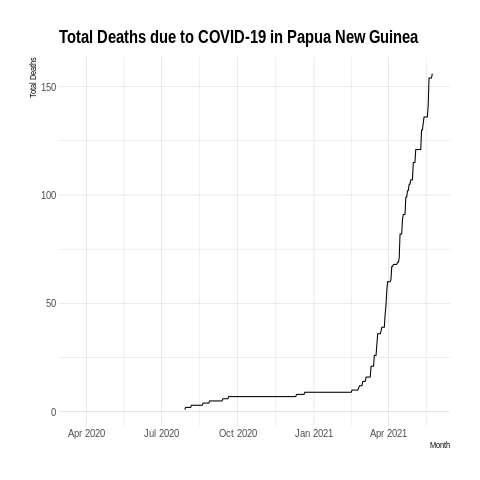 Total Deaths due to COVID-19 in Papua New Guinea
Total Deaths
150
100
50
0
Apr 2020
Jul 2020
Oct 2020
Jan 2021
Apr 2021
Month